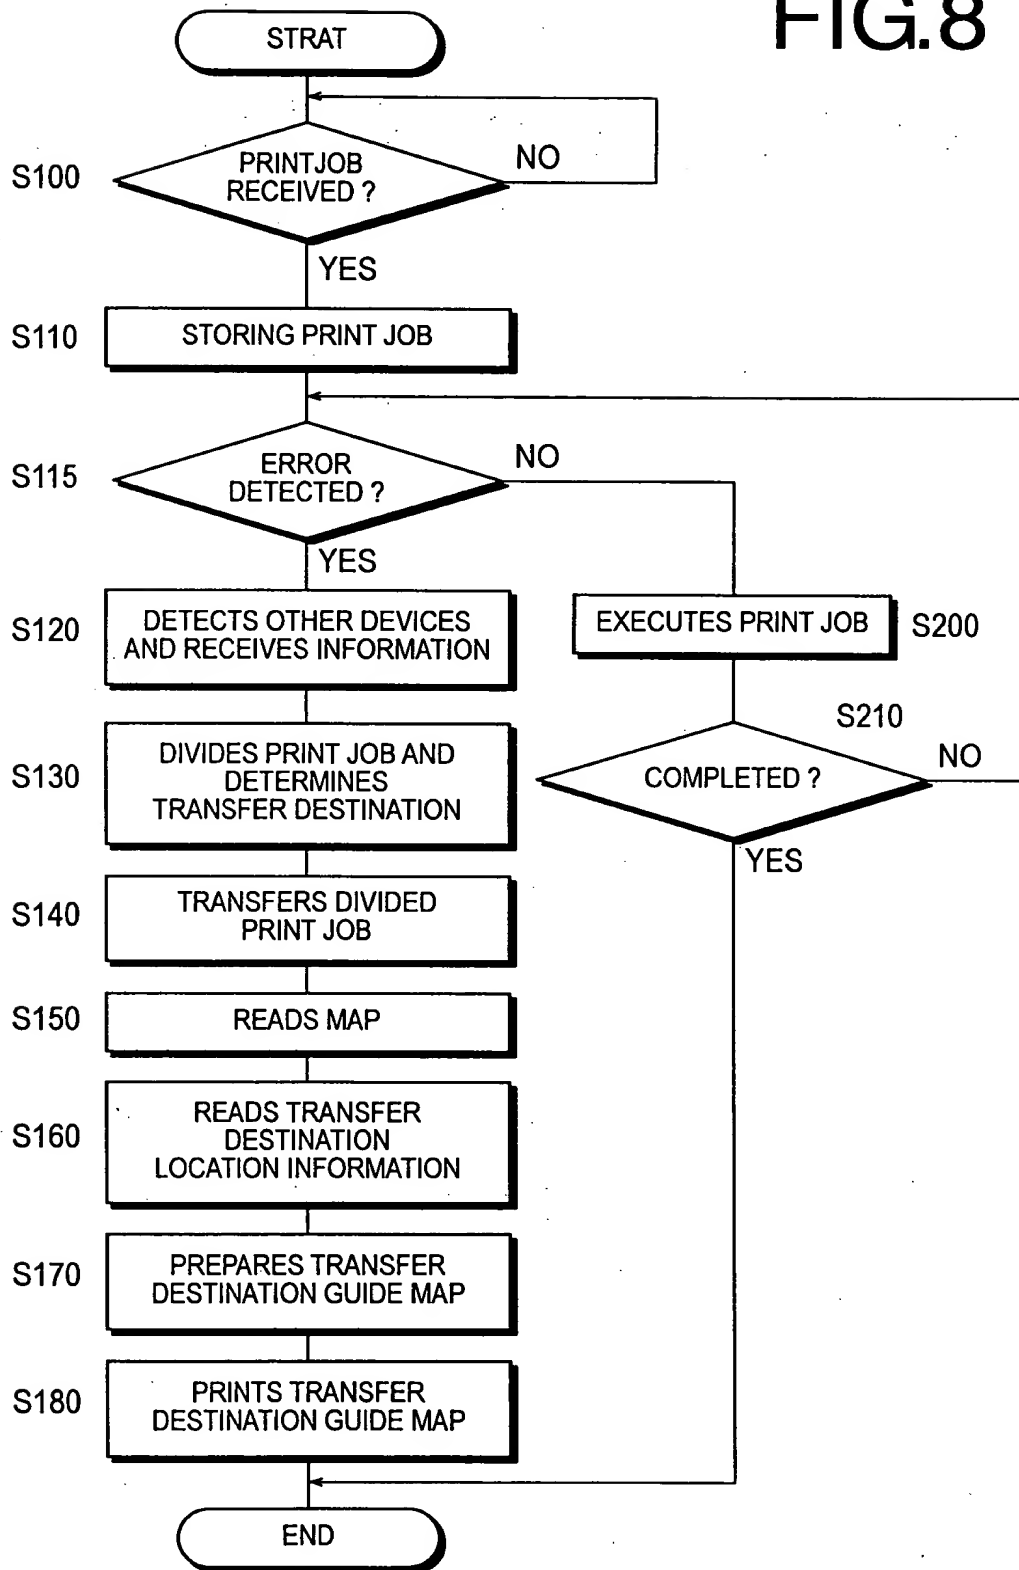 FIG.8
STRAT
S100
PRINTJOB
RECEIVED ?
NO
YES
S110
STORING PRINT JOB
S115
ERROR
DETECTED ?
NO
YES
S120
DETECTS OTHER DEVICES
AND RECEIVES INFORMATION
EXECUTES PRINT JOB
S200
S130
DIVIDES PRINT JOB AND
DETERMINES
TRANSFER DESTINATION
S210
COMPLETED ?
NO
YES
S140
TRANSFERS DIVIDED
PRINT JOB
S150
READS MAP
S160
READS TRANSFER
DESTINATION
LOCATION INFORMATION
S170
PREPARES TRANSFER
DESTINATION GUIDE MAP
S180
PRINTS TRANSFER
DESTINATION GUIDE MAP
END